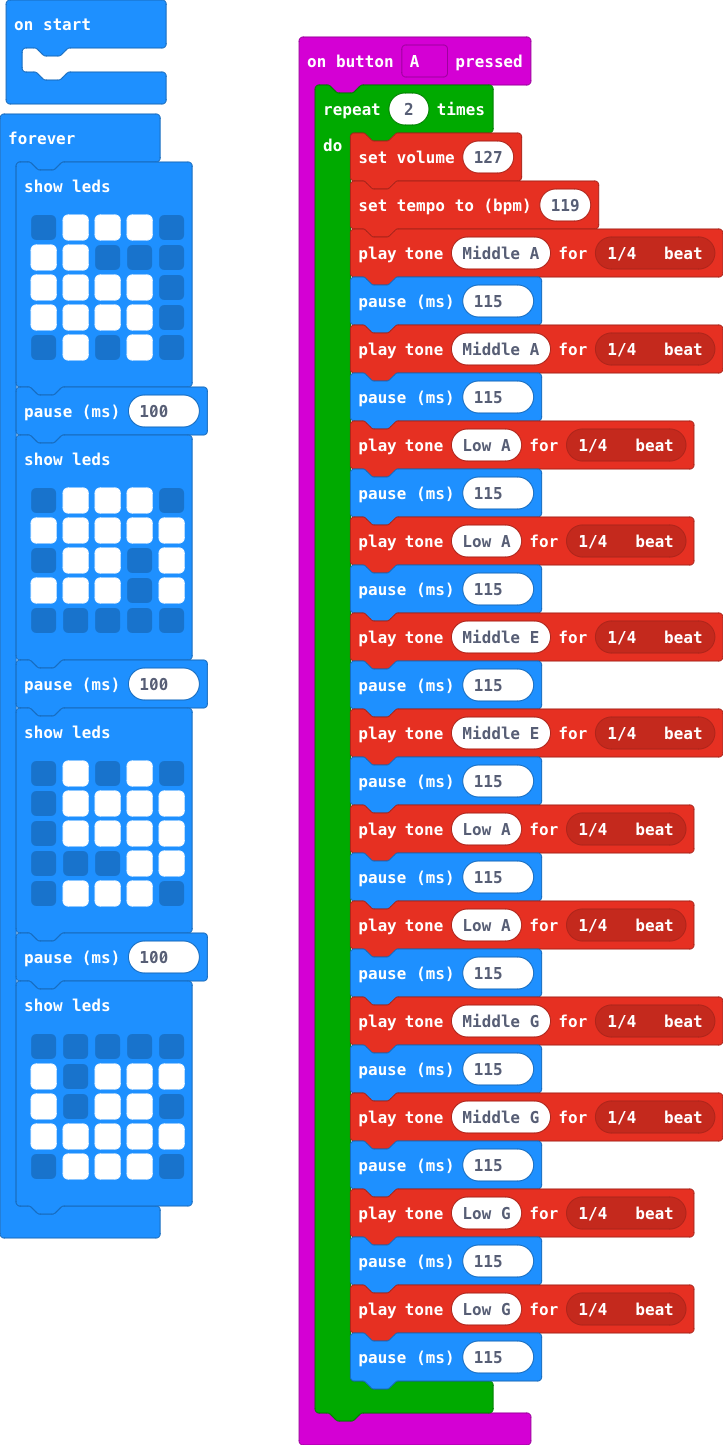 on start
forever
show leds
pause (ms) 100
show leds
pause (ms) 100
show leds
pause (ms) 100
show leds
on button A pressed
repeat 2 times
do
set volume 127
set tempo to (bpm) 119
play tone Middle A for 1/4 beat
pause (ms) 115
play tone Middle A for 1/4 beat
pause (ms) 115
play tone Low A for 1/4 beat
pause (ms) 115
play tone Low A for 1/4 beat
pause (ms) 115
play tone Middle E for 1/4 beat
pause (ms) 115
play tone Middle E for 1/4 beat
pause (ms) 115
play tone Low A for 1/4 beat
pause (ms) 115
play tone Low A for 1/4 beat
pause (ms) 115
play tone Middle G for 1/4 beat
pause (ms) 115
play tone Middle G for 1/4 beat
pause (ms) 115
play tone Low G for 1/4 beat
pause (ms) 115
play tone Low G for 1/4 beat
pause (ms) 115